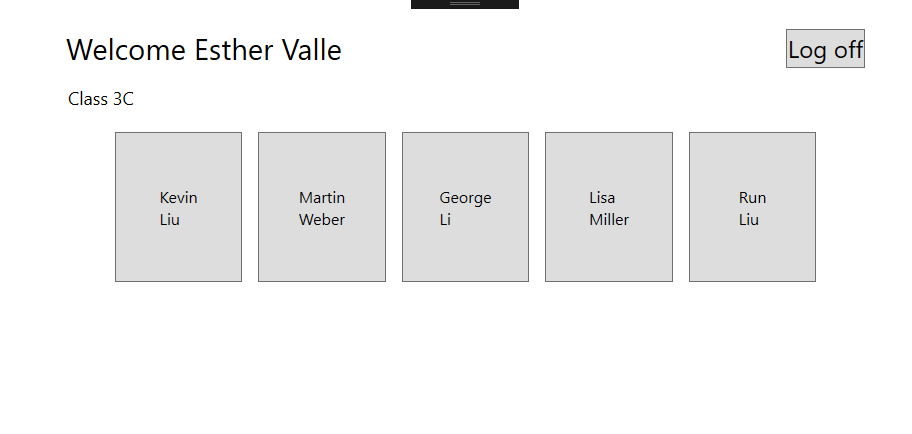 Welcome Esther Valle
Log off
Class 3C
Kevin
Liu
Martin
Weber
George
Li
Lisa
Miller
Run
Liu